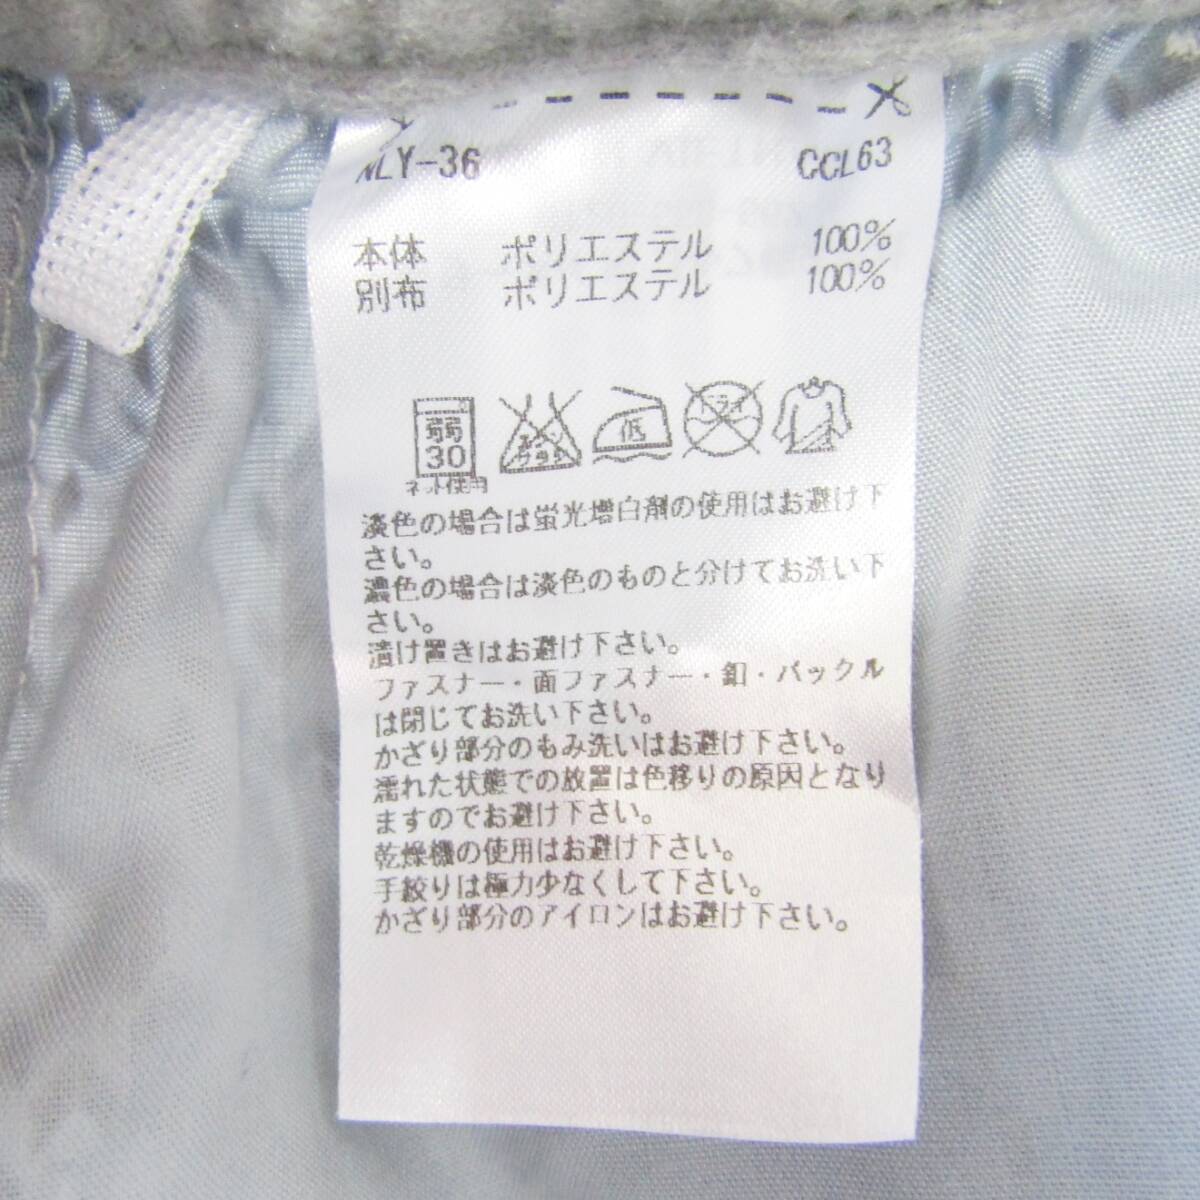 NLY-36 CCL63
本体 ポリエステル 100%
別布 ポリエステル 100%
弱
30
ネット使用
エンソ
サラシ
低
ドライ
淡色の場合は蛍光増白剤の使用はお避け下
さい。
濃色の場合は淡色のものと分けてお洗い下
さい。
漬け置きはお避け下さい。
ファスナー・面ファスナー・釦・バックル
は閉じてお洗い下さい。
かざり部分のもみ洗いはお避け下さい。
濡れた状態での放置は色移りの原因となり
ますのでお避け下さい。
乾燥機の使用はお避け下さい。
手絞りは極力少なくして下さい。
かざり部分のアイロンはお避け下さい。